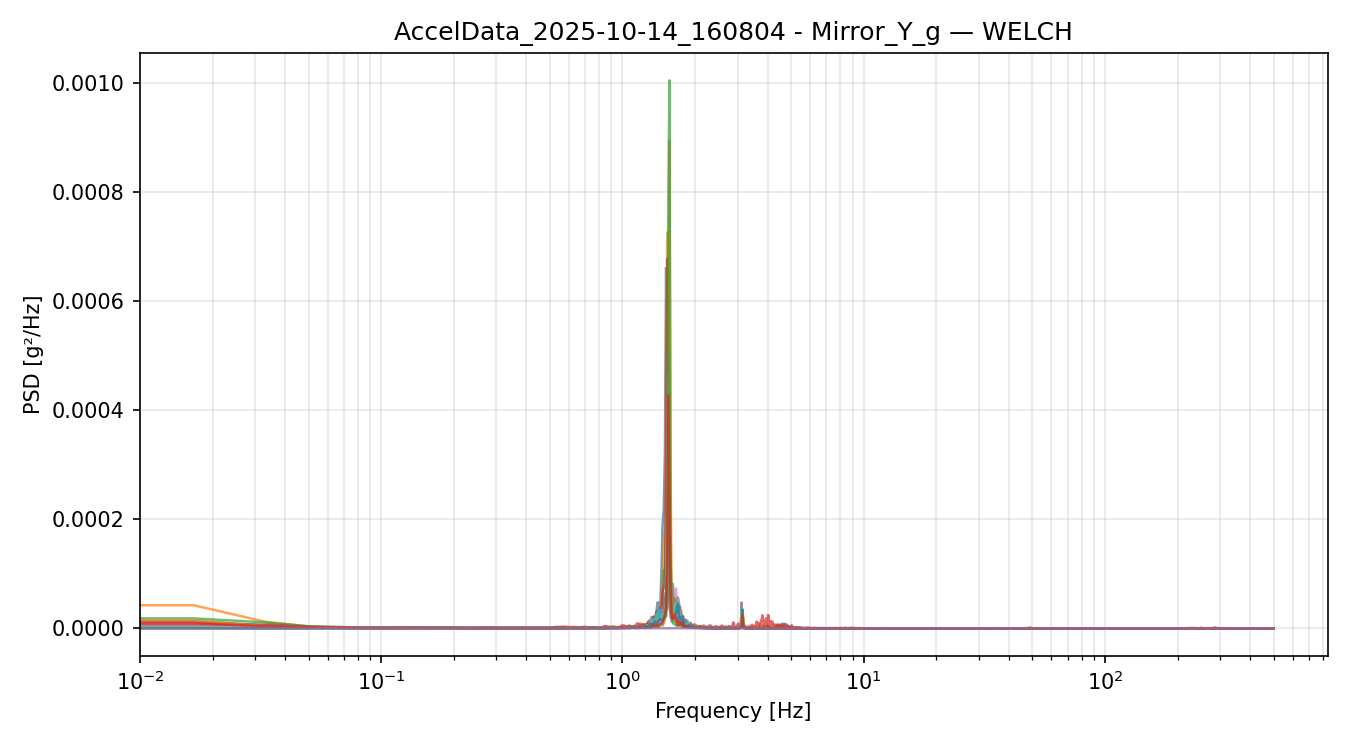 AccelData_2025-10-14_160804 - Mirror_Y_g — WELCH
PSD [g²/Hz]
0.0010
0.0008
0.0006
0.0004
0.0002
0.0000
10⁻² 10⁻¹ 10⁰ 10¹ 10²
Frequency [Hz]